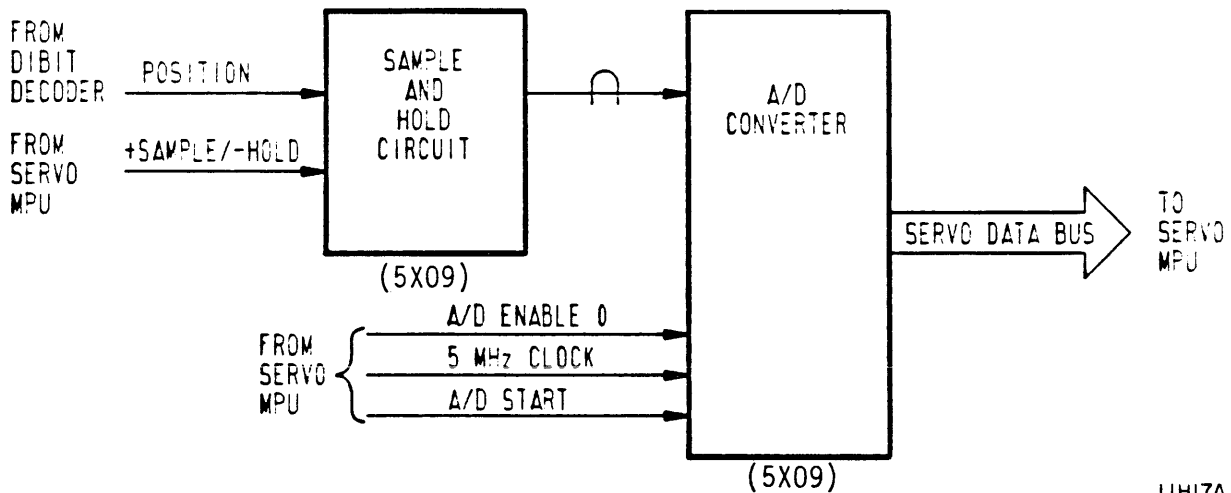 FROM
DIBIT
DECODER
POSITION
FROM
SERVO
MPU
+SAMPLE/-HOLD
SAMPLE
AND
HOLD
CIRCUIT
(5X09)
A/D
CONVERTER
SERVO DATA BUS
TO
SERVO
MPU
FROM
SERVO
MPU
A/D ENABLE 0
5 MHz CLOCK
A/D START
(5X09)